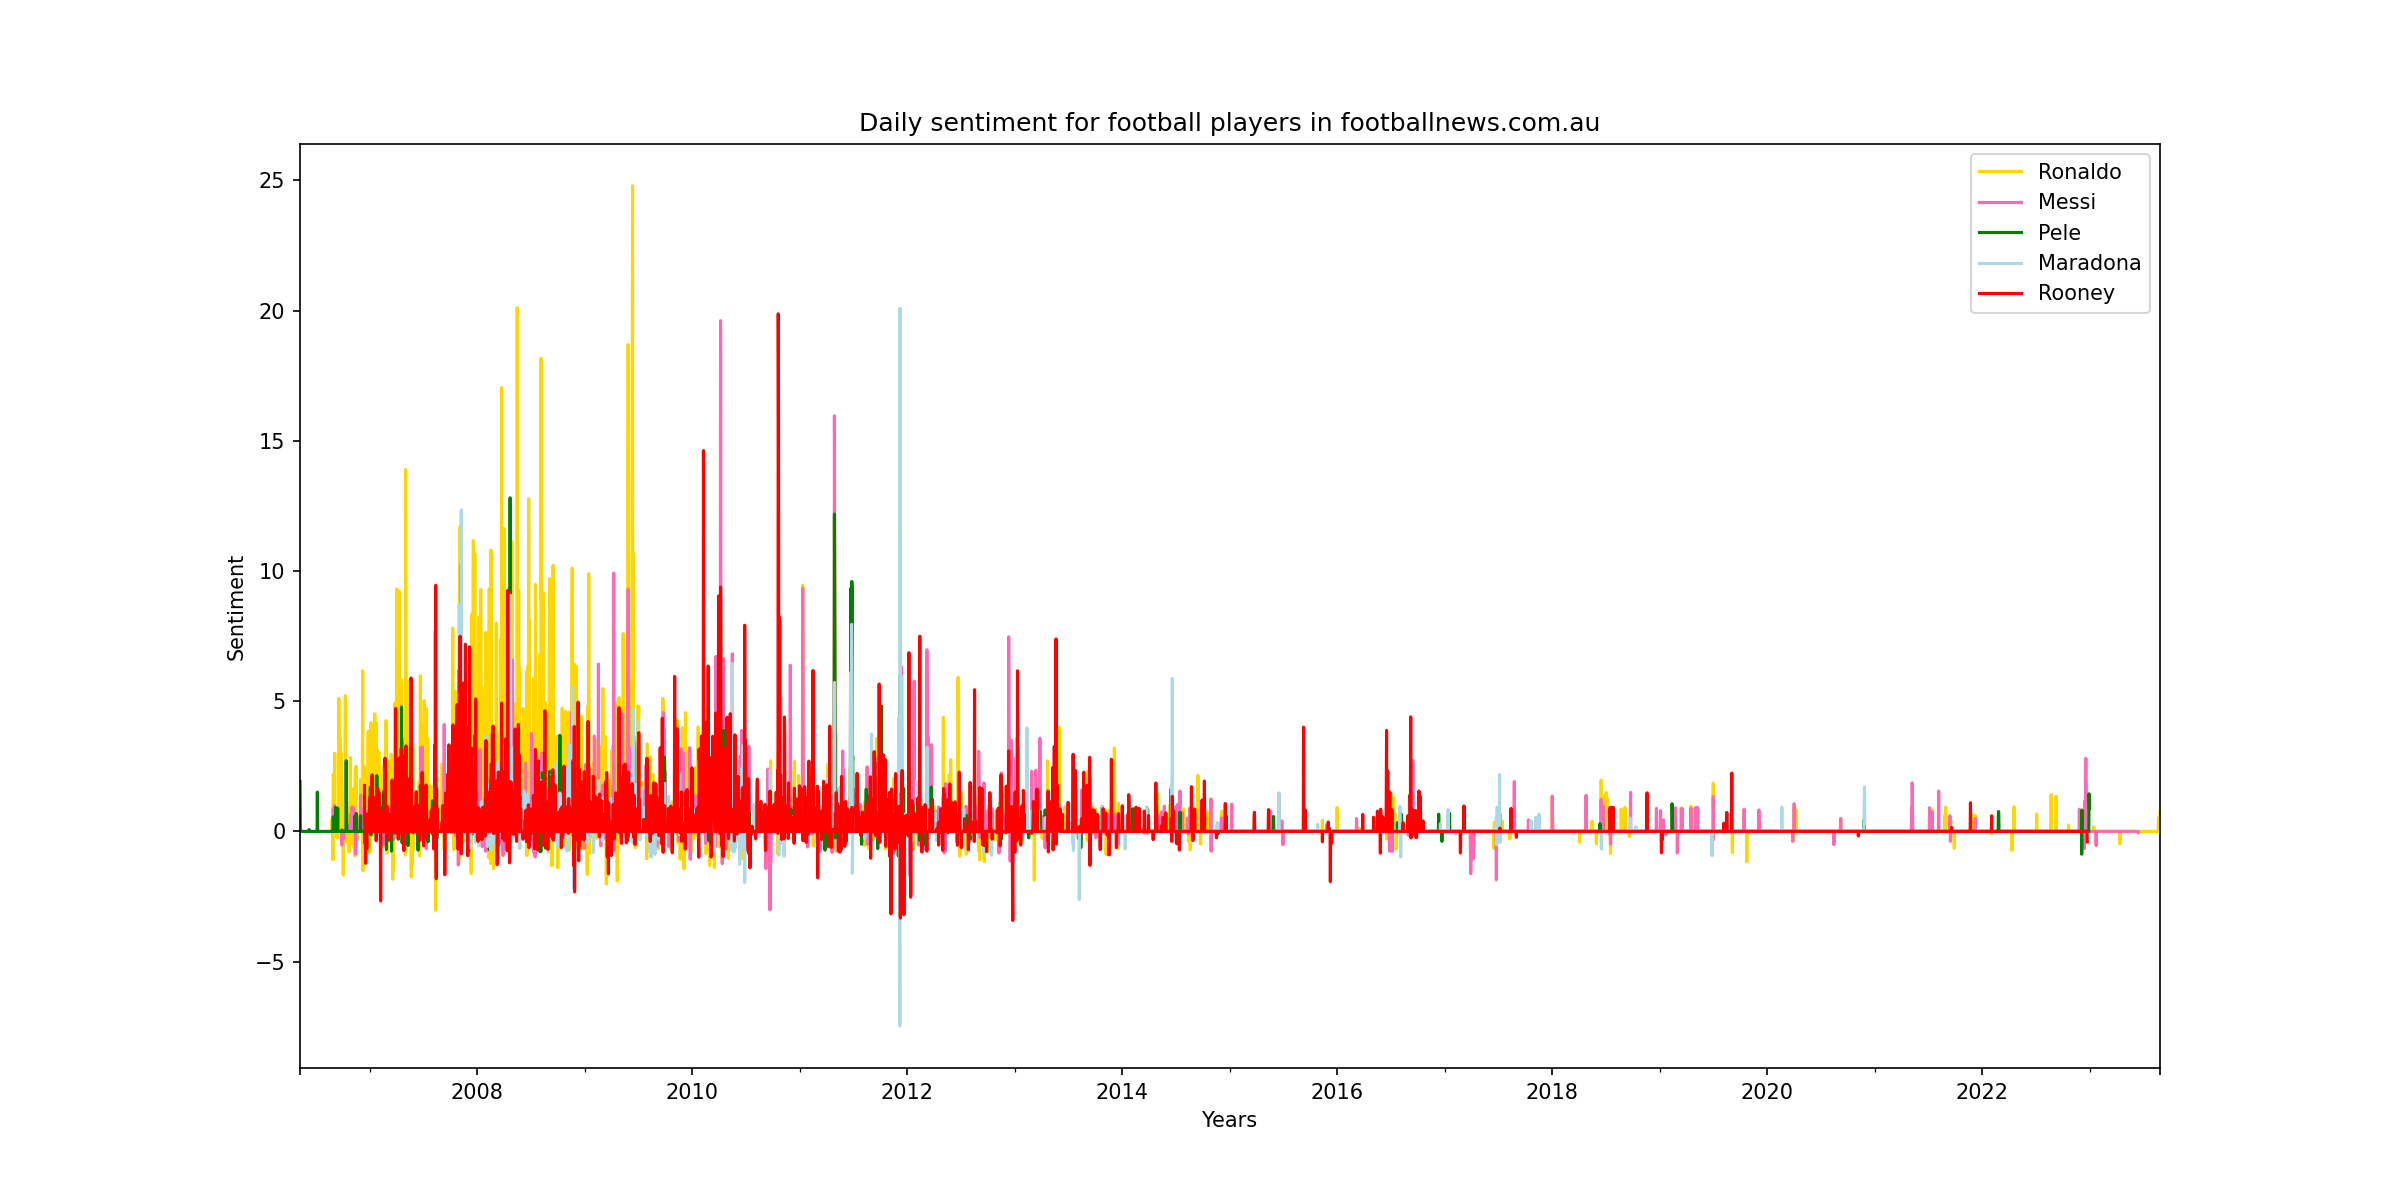 Daily sentiment for football players in footballnews.com.au
25
20
15
10
5
0
−5
Sentiment
Ronaldo
Messi
Pele
Maradona
Rooney
2008 2010 2012 2014 2016 2018 2020 2022
Years